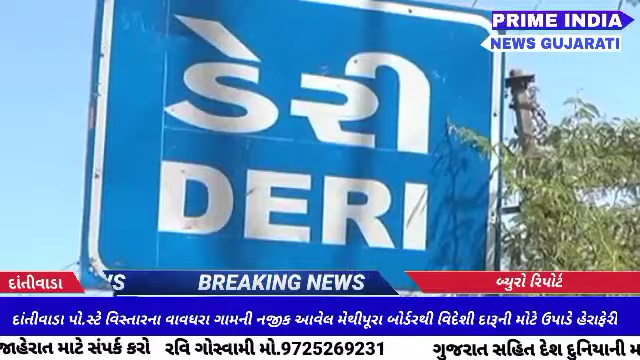 PRIME INDIA
NEWS GUJARATI
ડેરી
DERI
દાંતીવાડા
BREAKING NEWS
બ્યુરો રિપોર્ટ
દાંતીવાડા પો.સ્ટે વિસ્તારના વાવધરા ગામની નજીક આવેલ મેથીપૂરા બોર્ડરથી વિદેશી દારૂની મોટે ઉપાડે હેરાફેરી
જાહેરાત માટે સંપર્ક કરો રવિ ગોસ્વામી મો.9725269231 ગુજરાત સહિત દેશ દુનિયાની